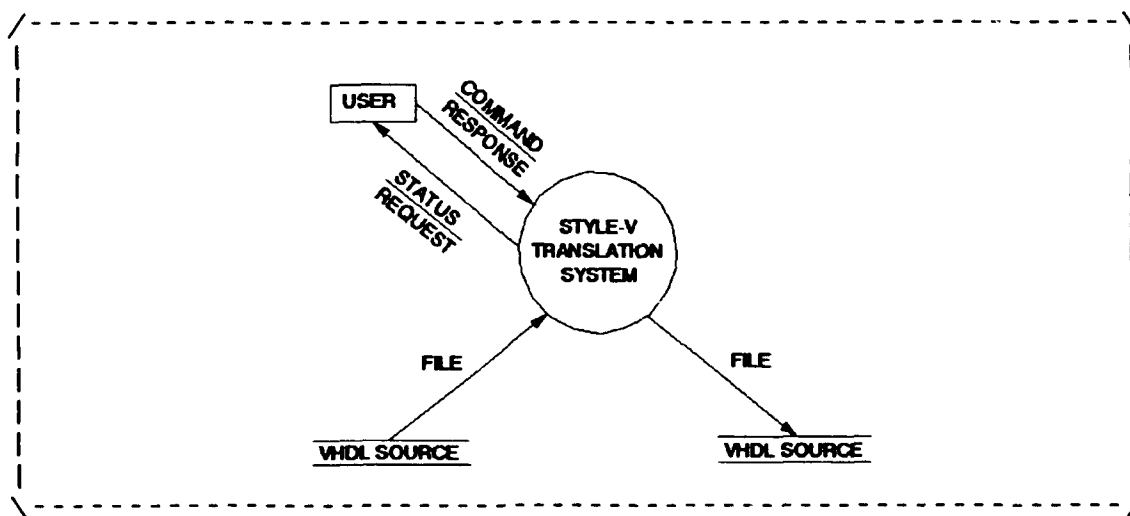 USER
COMMAND
RESPONSE
STATUS
REQUEST
STYLE-V
TRANSLATION
SYSTEM
FILE
FILE
VHDL SOURCE
VHDL SOURCE